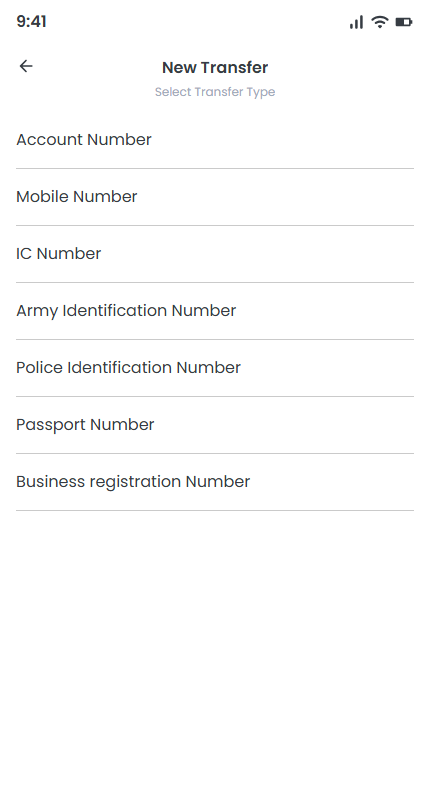 9:41
New Transfer
Select Transfer Type
Account Number
Mobile Number
IC Number
Army Identification Number
Police Identification Number
Passport Number
Business registration Number